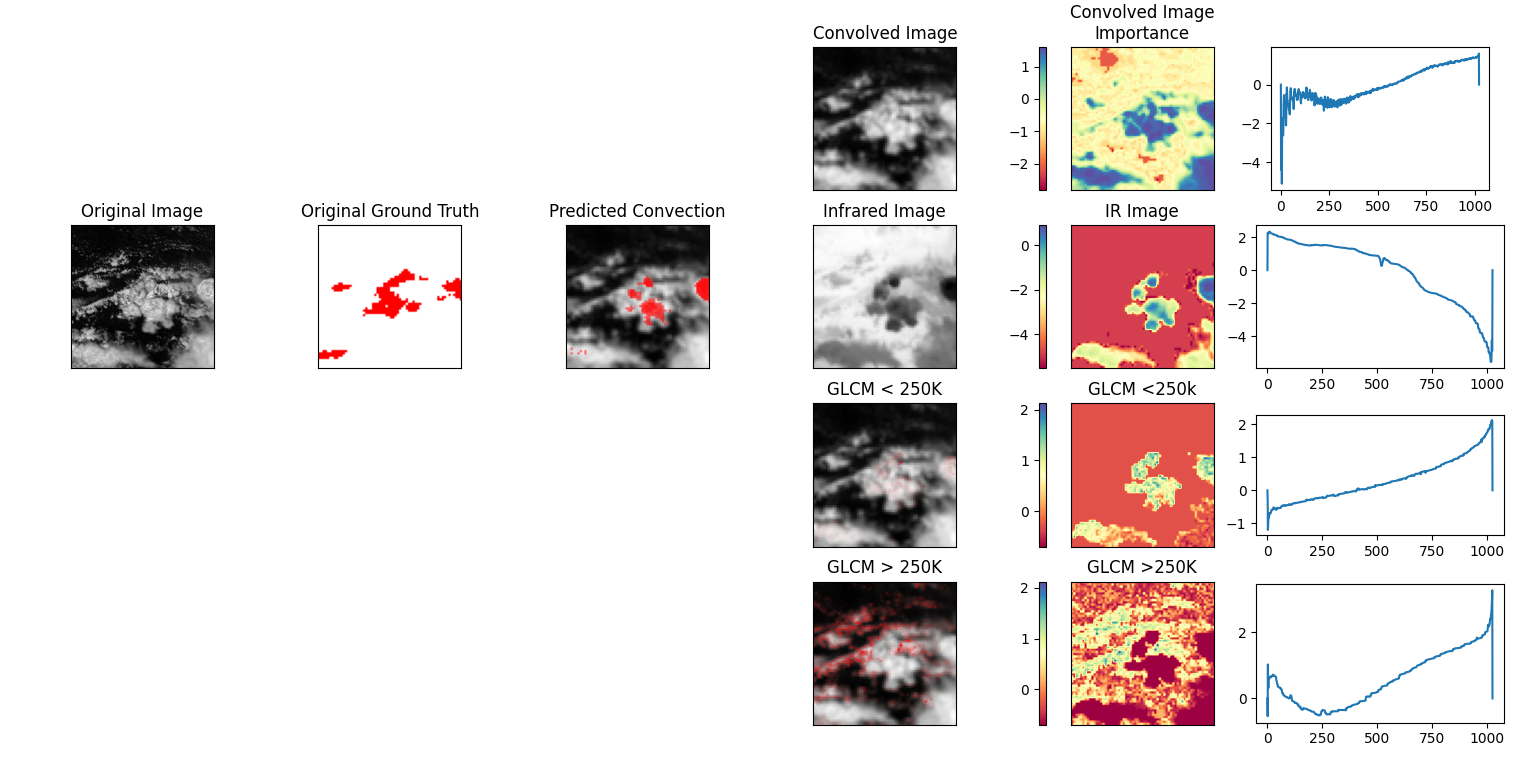 Original Image
Original Ground Truth
Predicted Convection
Convolved Image
1
0
−1
−2
Convolved Image
Importance
0
−2
−4
0 250 500 750 1000
Infrared Image
0
−2
−4
IR Image
2
0
−2
−4
0 250 500 750 1000
GLCM < 250K
2
1
0
GLCM <250k
2
1
0
−1
0 250 500 750 1000
GLCM > 250K
2
1
0
GLCM >250K
2
0
0 250 500 750 1000